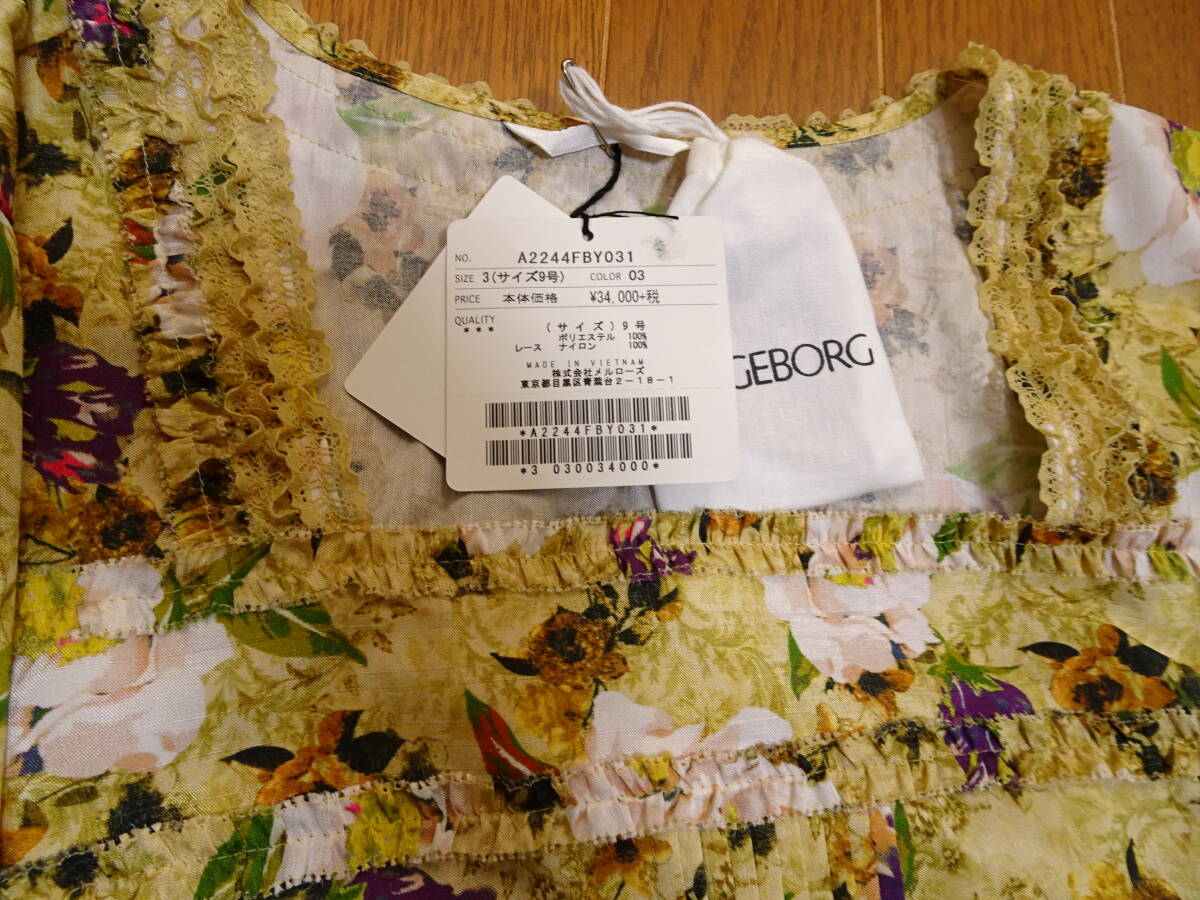 NO. A2244FBY031
SIZE 3(サイズ9号) COLOR 03
PRICE 本体価格 ¥34,000+税
QUALITY
*** (サイズ)9号
ポリエステル 100%
レース ナイロン 100%
MADE IN VIETNAM
株式会社メルローズ
東京都目黒区青葉台2-18-1
*A2244FBY031*
*3 030034000*
GEBORG